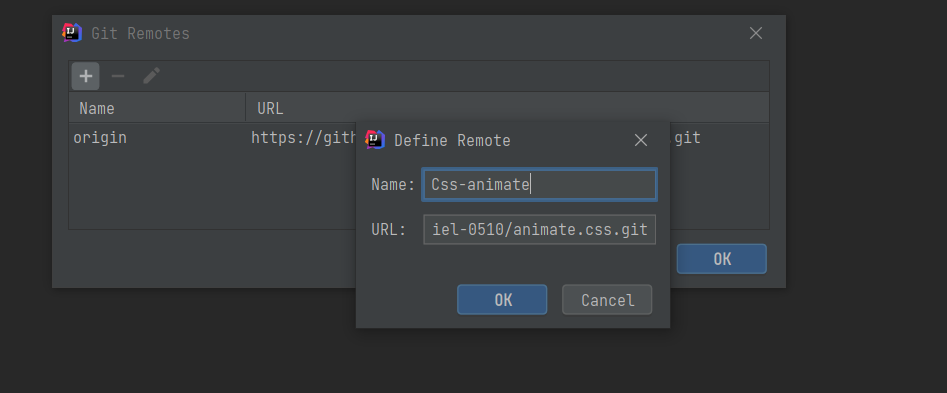 Git Remotes
Name URL
origin https://gith .git
Define Remote
Name: Css-animate
URL: iel-0510/animate.css.git
OK
OK Cancel